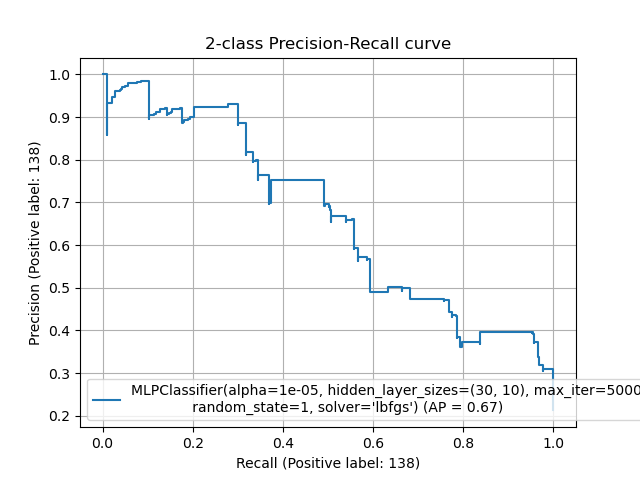 2-class Precision-Recall curve
1.0
0.9
0.8
0.7
0.6
0.5
0.4
0.3
0.2
Precision (Positive label: 138)
MLPClassifier(alpha=1e-05, hidden_layer_sizes=(30, 10), max_iter=5000
random_state=1, solver='lbfgs') (AP = 0.67)
0.0 0.2 0.4 0.6 0.8 1.0
Recall (Positive label: 138)